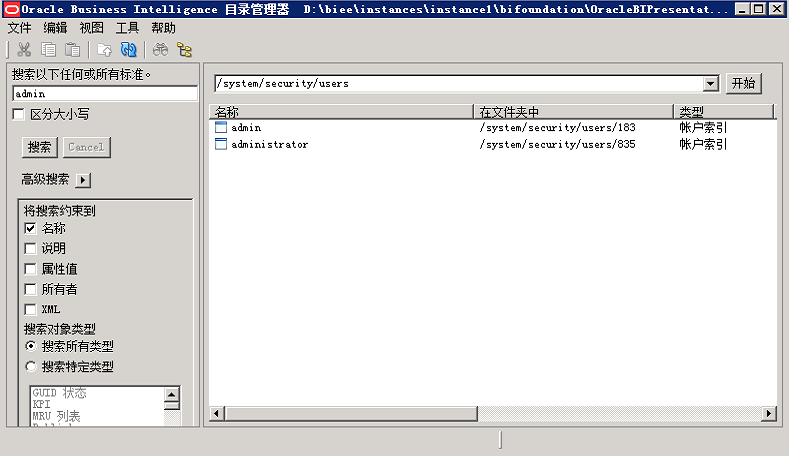 Oracle Business Intelligence 目录管理器 D:\biee\instances\instance1\bifoundation\OracleBIPresentat...
文件 编辑 视图 工具 帮助
搜索以下任何或所有标准。
admin
区分大小写
搜索 Cancel
高级搜索
将搜索约束到
名称
说明
属性值
所有者
XML
搜索对象类型
搜索所有类型
搜索特定类型
GUID 状态
KPI
MRU 列表
/system/security/users 开始
名称 在文件夹中 类型
admin /system/security/users/183 帐户索引
administrator /system/security/users/835 帐户索引